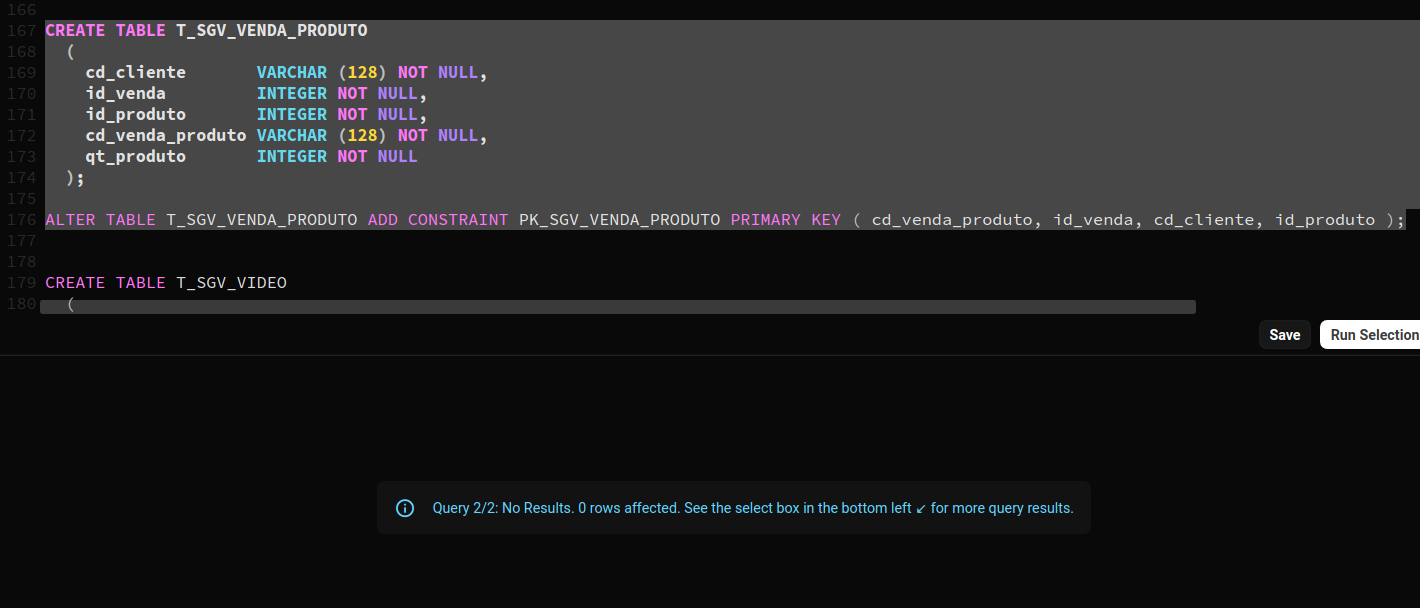 166
167 CREATE TABLE T_SGV_VENDA_PRODUTO
168 (
169 cd_cliente VARCHAR (128) NOT NULL,
170 id_venda INTEGER NOT NULL,
171 id_produto INTEGER NOT NULL,
172 cd_venda_produto VARCHAR (128) NOT NULL,
173 qt_produto INTEGER NOT NULL
174 );
175
176 ALTER TABLE T_SGV_VENDA_PRODUTO ADD CONSTRAINT PK_SGV_VENDA_PRODUTO PRIMARY KEY ( cd_venda_produto, id_venda, cd_cliente, id_produto );
177
178
179 CREATE TABLE T_SGV_VIDEO
180 (
Save Run Selection
Query 2/2: No Results. 0 rows affected. See the select box in the bottom left ↙ for more query results.